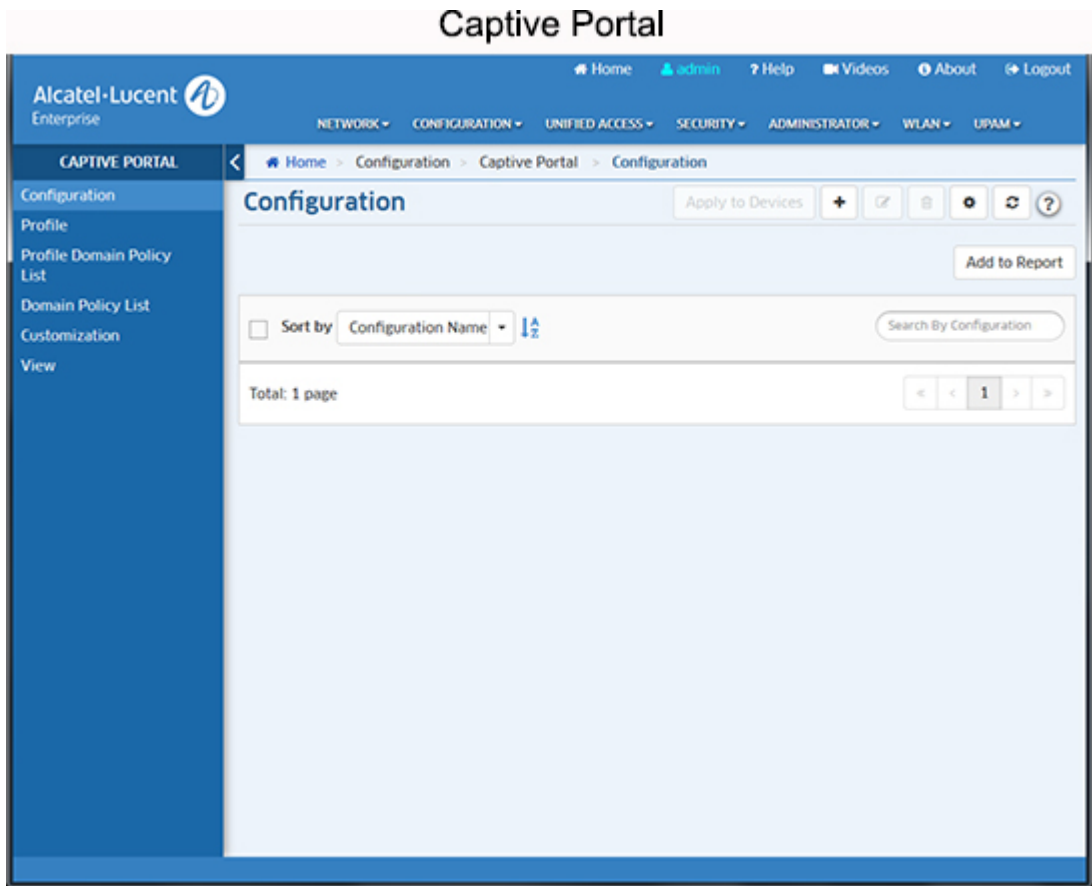 Captive Portal
Home admin ? Help Videos About Logout
Alcatel·Lucent
Enterprise
NETWORK CONFIGURATION UNIFIED ACCESS SECURITY ADMINISTRATOR WLAN UPAM
CAPTIVE PORTAL
Home > Configuration > Captive Portal > Configuration
Configuration
Profile
Profile Domain Policy
List
Domain Policy List
Customization
View
Configuration
Apply to Devices + ?
Add to Report
Sort by Configuration Name A Z Search By Configuration
Total: 1 page « < 1 > »